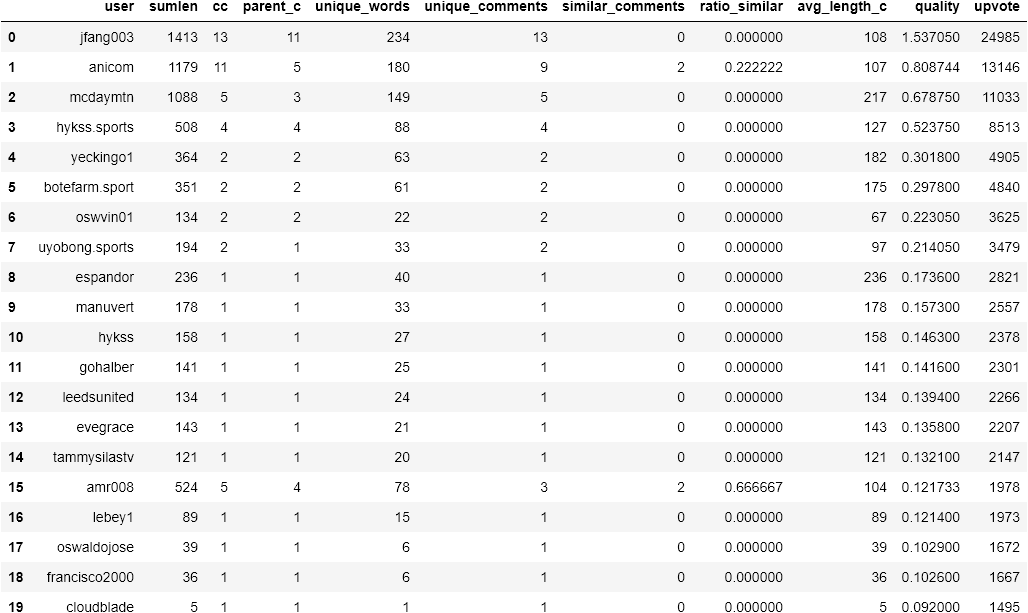 user sumlen cc parent_c unique_words unique_comments similar_comments ratio_similar avg_length_c quality upvote
0 jfang003 1413 13 11 234 13 0 0.000000 108 1.537050 24985
1 anicom 1179 11 5 180 9 2 0.222222 107 0.808744 13146
2 mcdaymtn 1088 5 3 149 5 0 0.000000 217 0.678750 11033
3 hykss.sports 508 4 4 88 4 0 0.000000 127 0.523750 8513
4 yeckingo1 364 2 2 63 2 0 0.000000 182 0.301800 4905
5 botefarm.sport 351 2 2 61 2 0 0.000000 175 0.297800 4840
6 oswvin01 134 2 2 22 2 0 0.000000 67 0.223050 3625
7 uyobong.sports 194 2 1 33 2 0 0.000000 97 0.214050 3479
8 espandor 236 1 1 40 1 0 0.000000 236 0.173600 2821
9 manuvert 178 1 1 33 1 0 0.000000 178 0.157300 2557
10 hykss 158 1 1 27 1 0 0.000000 158 0.146300 2378
11 gohalber 141 1 1 25 1 0 0.000000 141 0.141600 2301
12 leedsunited 134 1 1 24 1 0 0.000000 134 0.139400 2266
13 evegrace 143 1 1 21 1 0 0.000000 143 0.135800 2207
14 tammysilastv 121 1 1 20 1 0 0.000000 121 0.132100 2147
15 amr008 524 5 4 78 3 2 0.666667 104 0.121733 1978
16 lebey1 89 1 1 15 1 0 0.000000 89 0.121400 1973
17 oswaldojose 39 1 1 6 1 0 0.000000 39 0.102900 1672
18 francisco2000 36 1 1 6 1 0 0.000000 36 0.102600 1667
19 cloudblade 5 1 1 1 1 0 0.000000 5 0.092000 1495